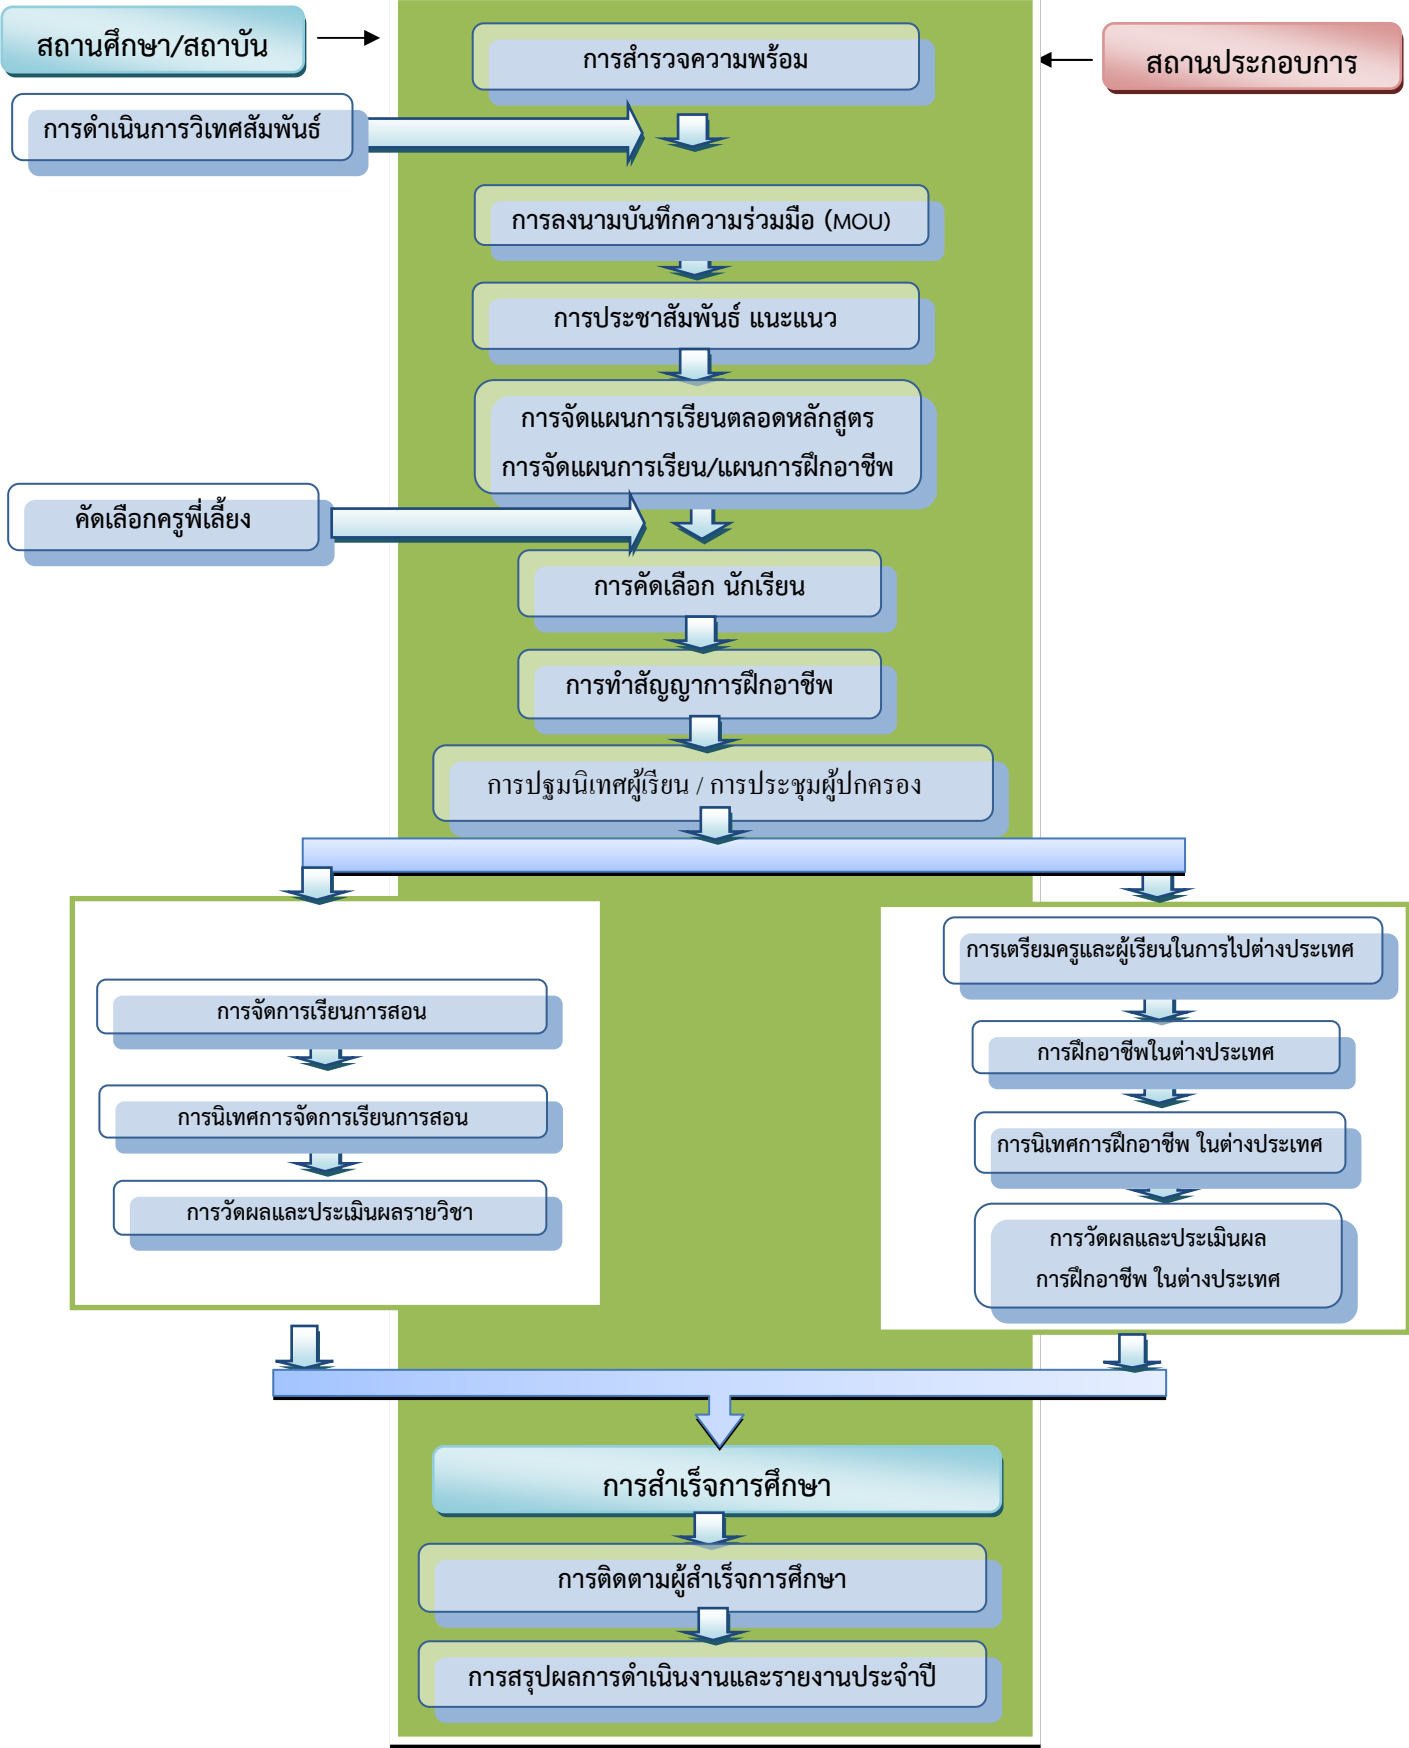 สถานศึกษา/สถาบัน
การสำรวจความพร้อม
สถานประกอบการ
การดำเนินการวิเทศสัมพันธ์
การลงนามบันทึกความร่วมมือ (MOU)
การประชาสัมพันธ์ แนะแนว
การจัดแผนการเรียนตลอดหลักสูตร
การจัดแผนการเรียน/แผนการฝึกอาชีพ
คัดเลือกครูพี่เลี้ยง
การคัดเลือก นักเรียน
การทำสัญญาการฝึกอาชีพ
การปฐมนิเทศผู้เรียน / การประชุมผู้ปกครอง
การจัดการเรียนการสอน
การนิเทศการจัดการเรียนการสอน
การวัดผลและประเมินผลรายวิชา
การเตรียมครูและผู้เรียนในการไปต่างประเทศ
การฝึกอาชีพในต่างประเทศ
การนิเทศการฝึกอาชีพ ในต่างประเทศ
การวัดผลและประเมินผล
การฝึกอาชีพ ในต่างประเทศ
การสำเร็จการศึกษา
การติดตามผู้สำเร็จการศึกษา
การสรุปผลการดำเนินงานและรายงานประจำปี